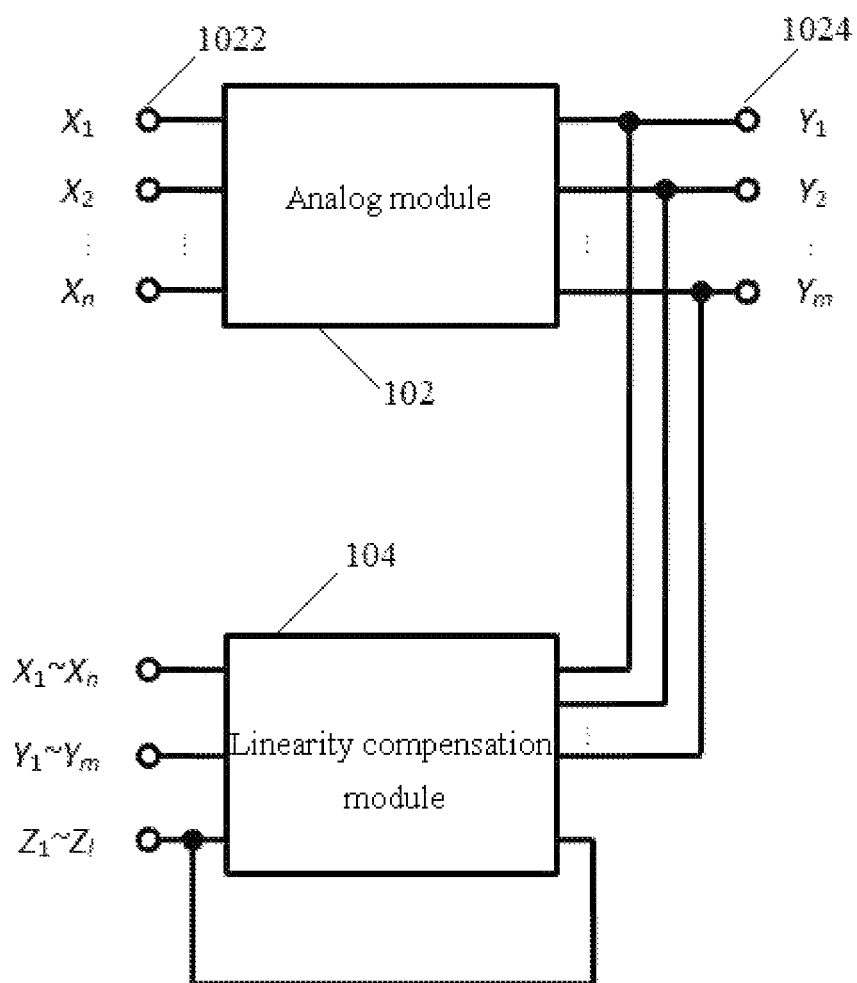 1022
1024
X1
Y1
X2
Analog module
Y2
⋮ ⋮ ⋮ ⋮
Xn
Ym
102
104
X1~Xn
Y1~Ym
Linearity compensation
module
⋮
Z1~Zl